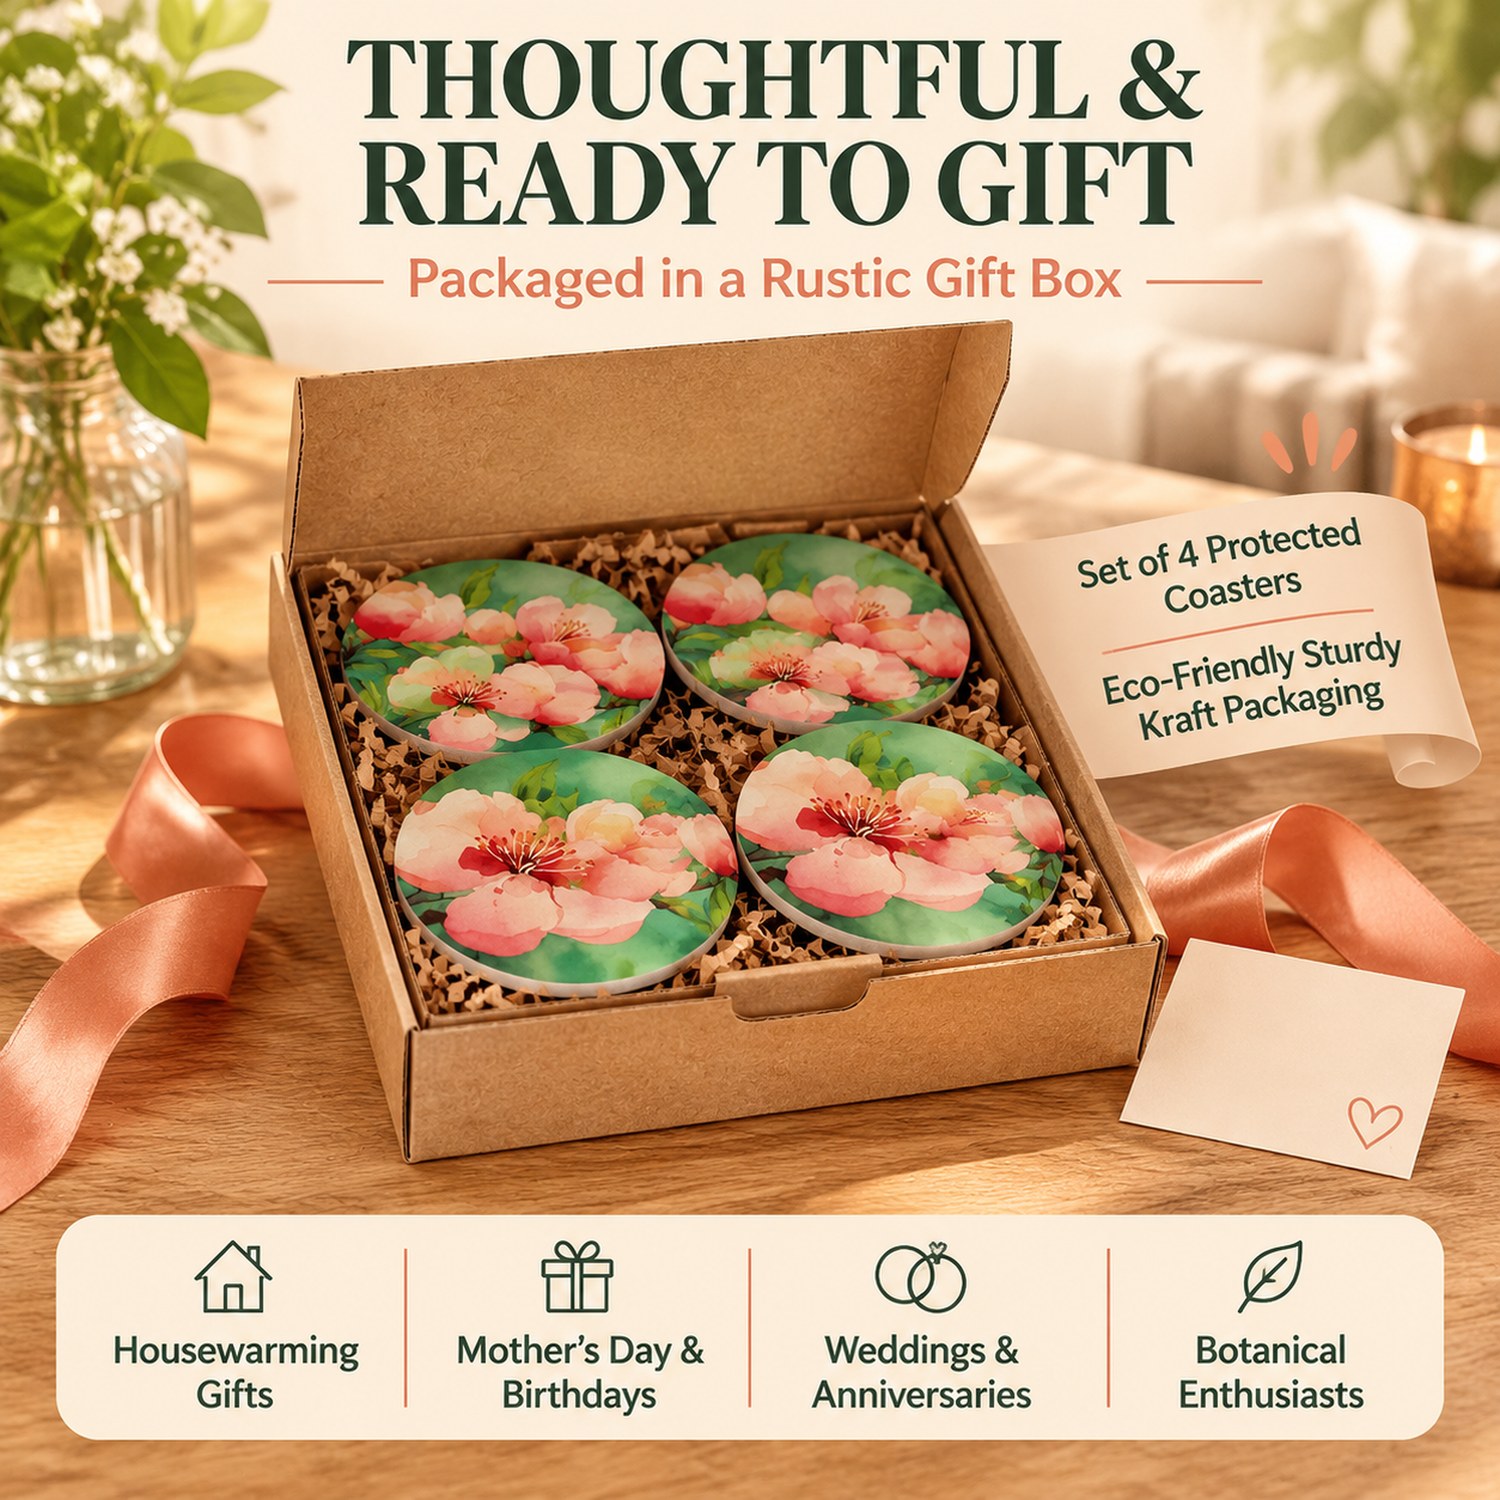 THOUGHTFUL &
READY TO GIFT
Packaged in a Rustic Gift Box
Set of 4 Protected
Coasters
Eco-Friendly Sturdy
Kraft Packaging
Housewarming
Gifts
Mother's Day &
Birthdays
Weddings &
Anniversaries
Botanical
Enthusiasts